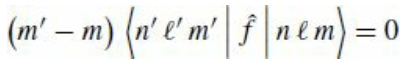 (m′ − m) ⟨n′ ℓ′ m′ | f̂ | n ℓ m⟩ = 0